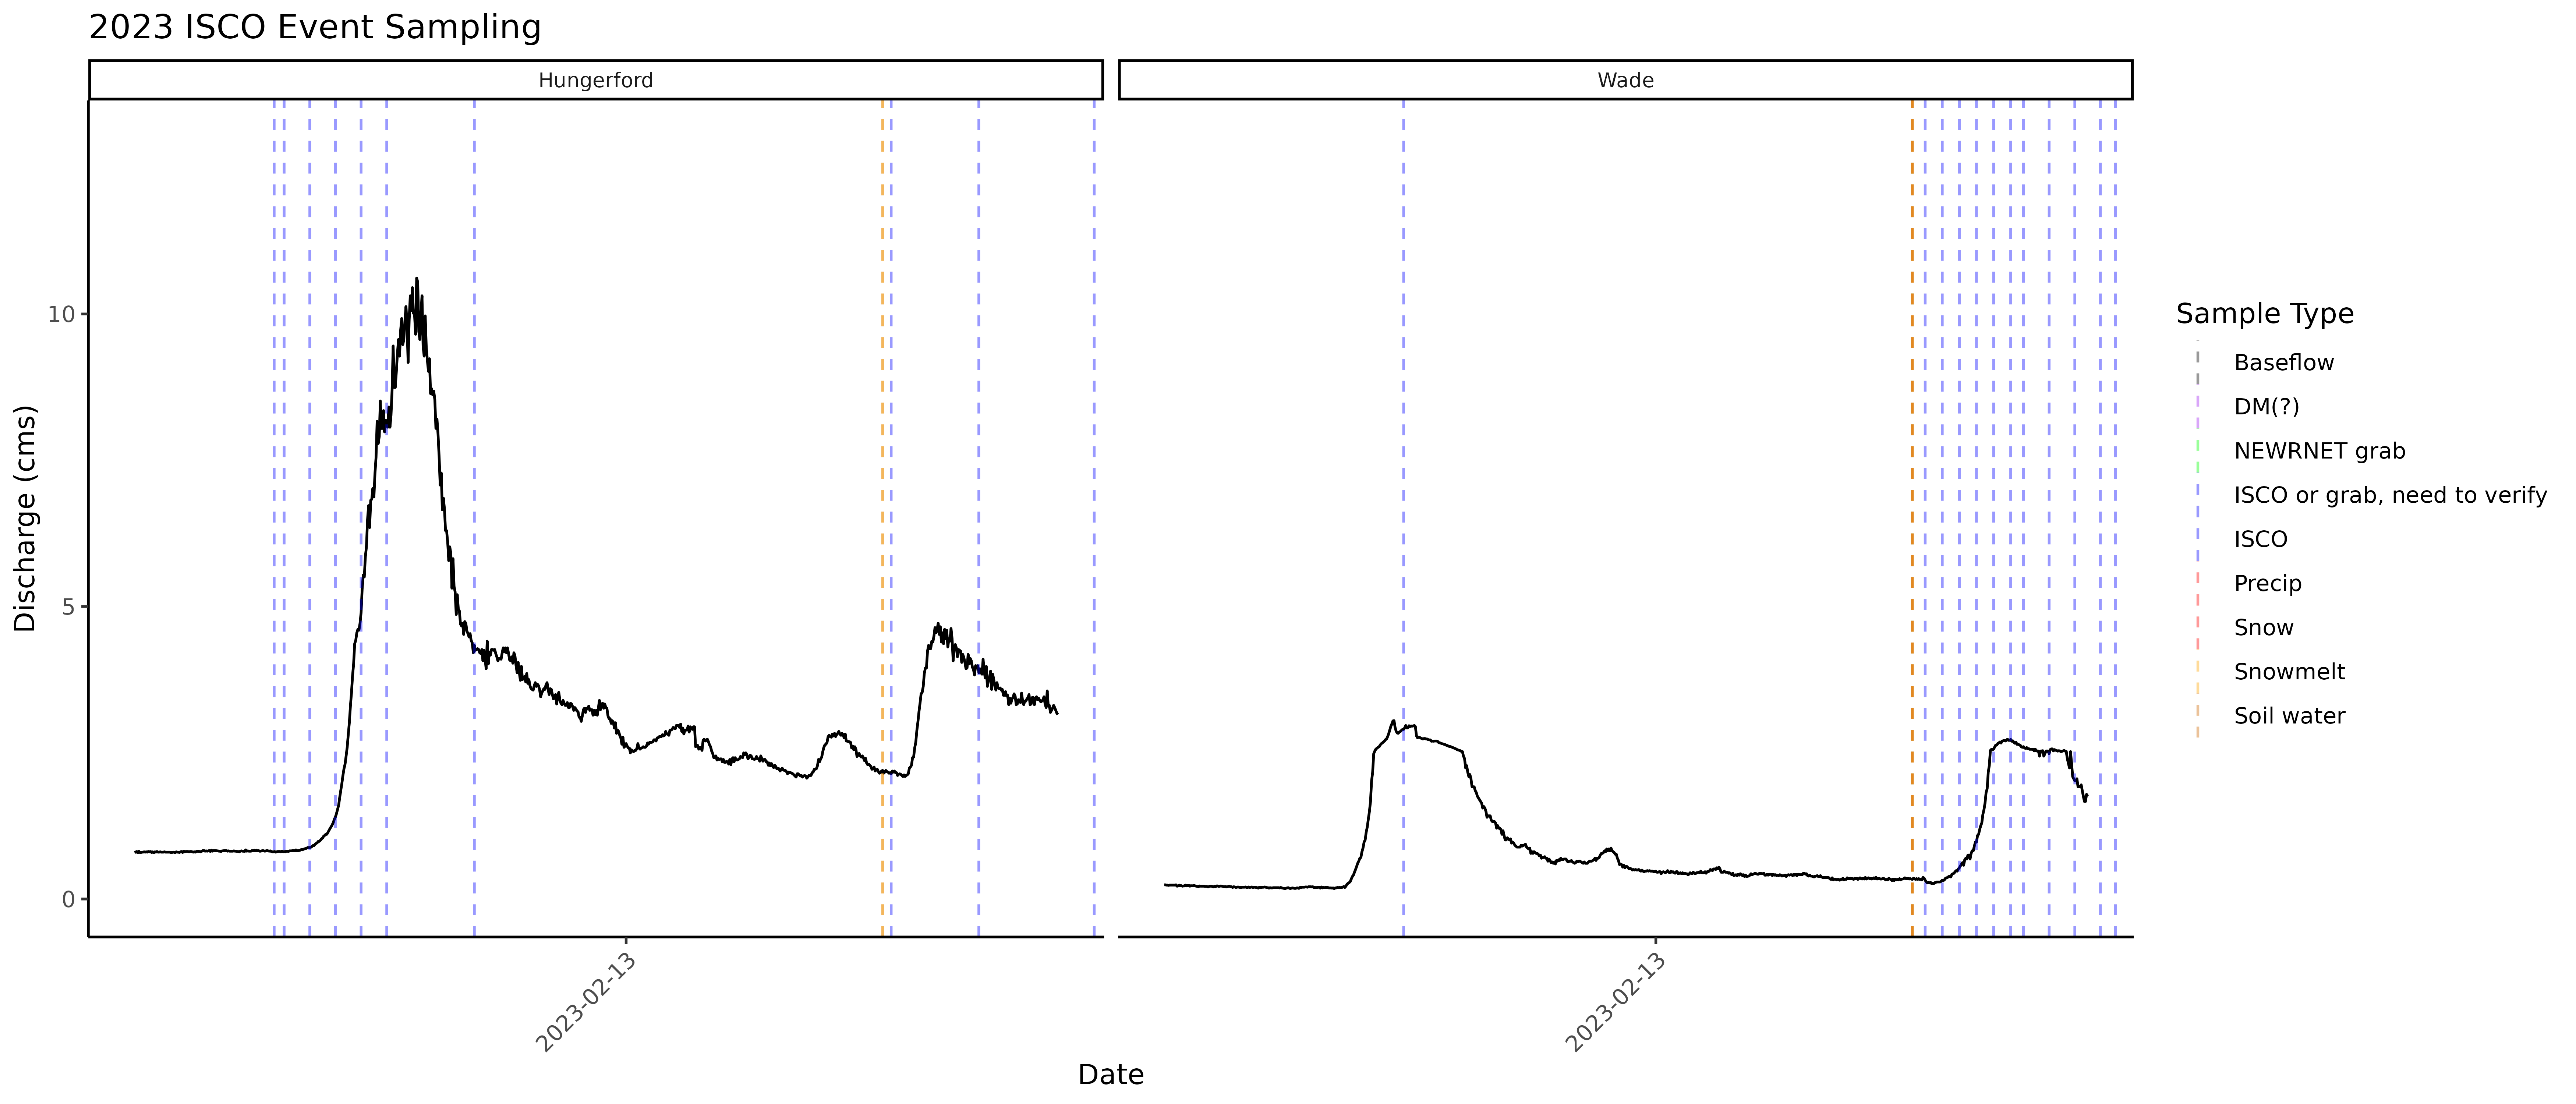 2023 ISCO Event Sampling
Hungerford
Wade
Discharge (cms)
10
5
0
2023-02-13
2023-02-13
Date
Sample Type
Baseflow
DM(?)
NEWRNET grab
ISCO or grab, need to verify
ISCO
Precip
Snow
Snowmelt
Soil water